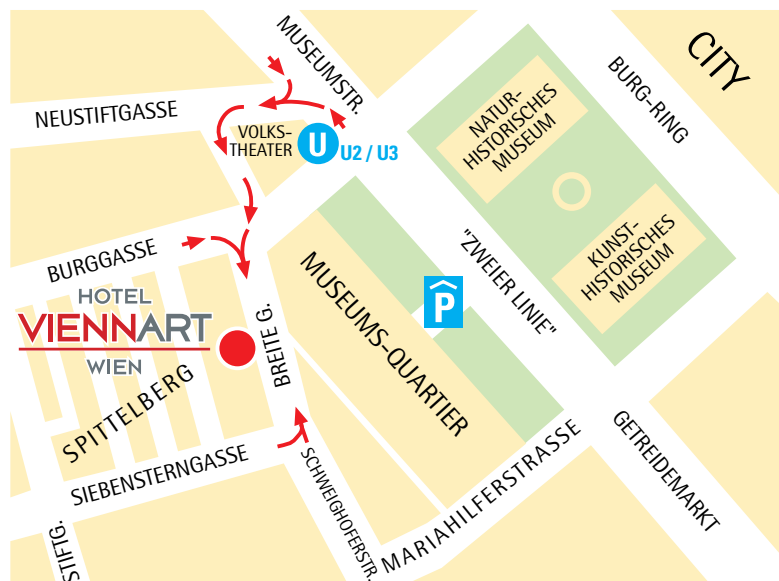 MUSEUMSTR.
CITY
BURG-RING
NEUSTIFTGASSE
VOLKS-
THEATER
U
U2 / U3
NATUR-
HISTORISCHES
MUSEUM
KUNST-
HISTORISCHES
MUSEUM
BURGGASSE
"ZWEIER LINIE"
HOTEL
VIENNART
WIEN
MUSEUMS-QUARTIER
P
BREITE G.
SPITTELBERG
SIEBENSTERNGASSE
SCHWEIGHOFERSTR.
MARIAHILFERSTRASSE
GETREIDEMARKT
STIFTG.